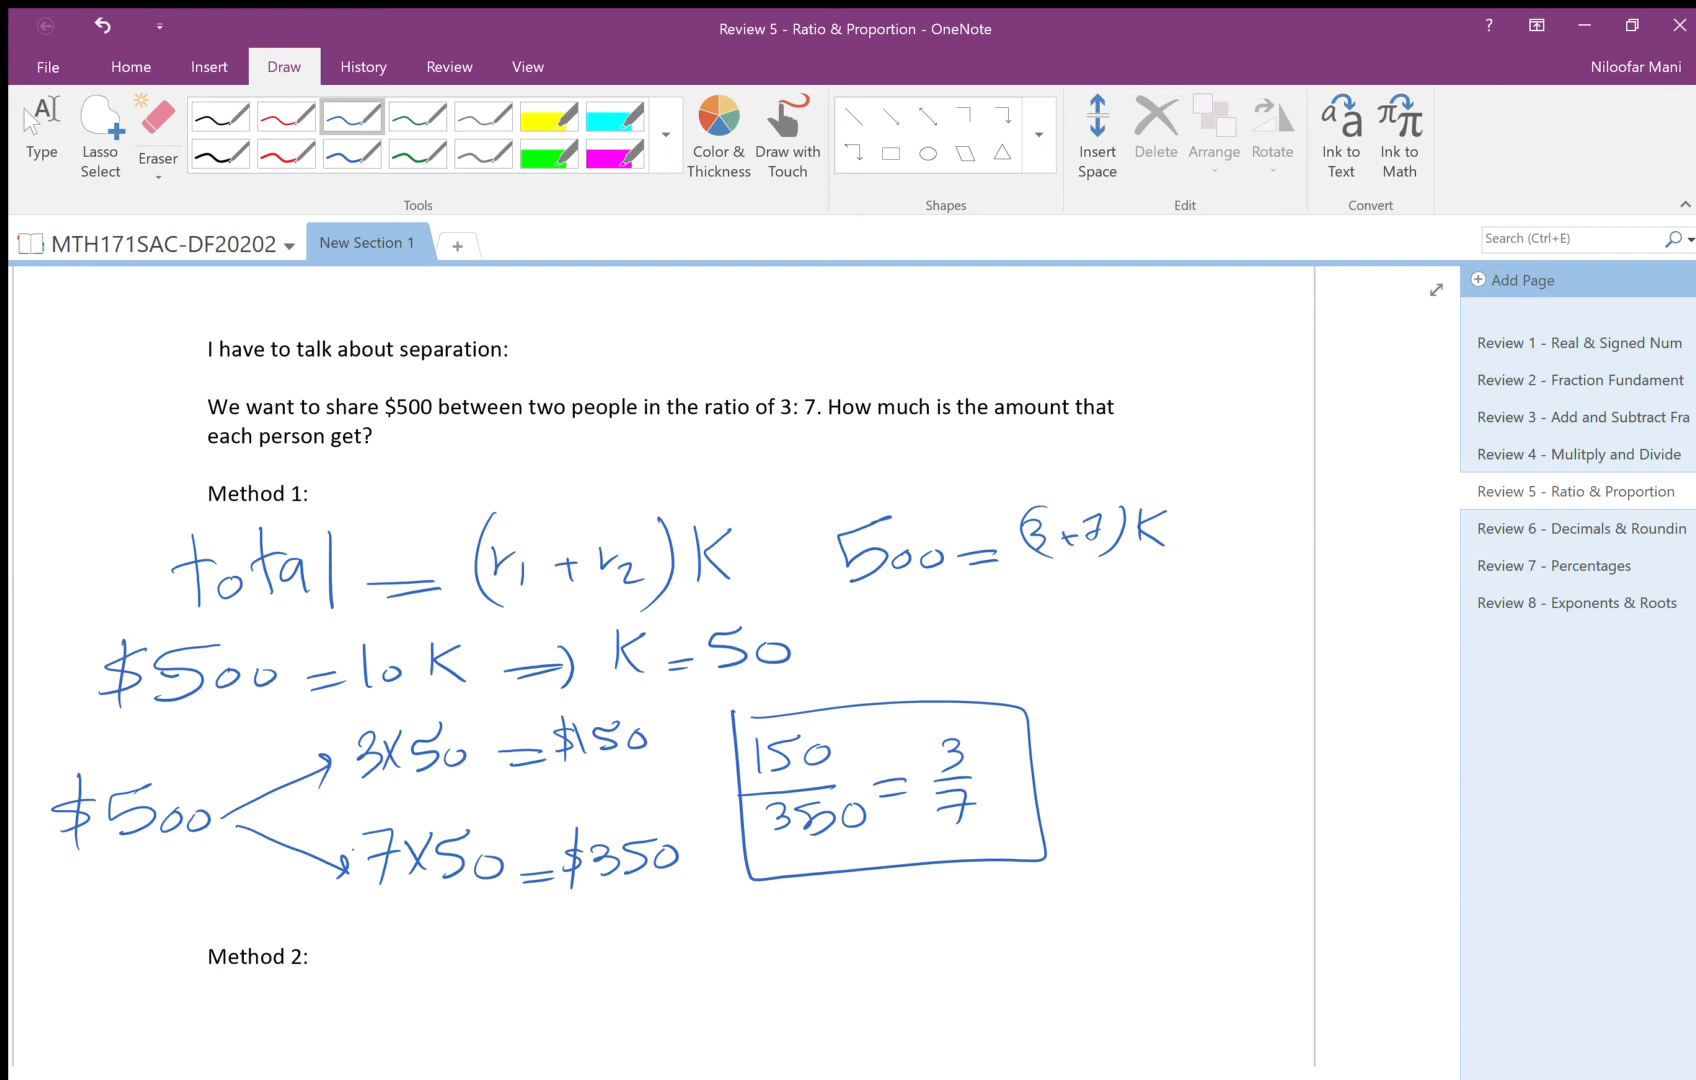 Review 5 - Ratio & Proportion - OneNote
?
File Home Insert Draw History Review View
Niloofar Mani
Type
Lasso Select
Eraser
Color & Thickness
Draw with Touch
Insert Space
Delete
Arrange
Rotate
Ink to Text
Ink to Math
Tools
Shapes
Edit
Convert
MTH171SAC-DF20202
New Section 1
+
Search (Ctrl+E)
Add Page
Review 1 - Real & Signed Num
Review 2 - Fraction Fundament
Review 3 - Add and Subtract Fra
Review 4 - Mulitply and Divide
Review 5 - Ratio & Proportion
Review 6 - Decimals & Roundin
Review 7 - Percentages
Review 8 - Exponents & Roots
I have to talk about separation:
We want to share $500 between two people in the ratio of 3: 7. How much is the amount that
each person get?
Method 1:
total = (r₁ + r₂) K 500 = (3+7) K
$500 = 10 K ⇒ K = 50
$500
3×50 = $150
7×50 = $350
150/350 = 3/7
Method 2: